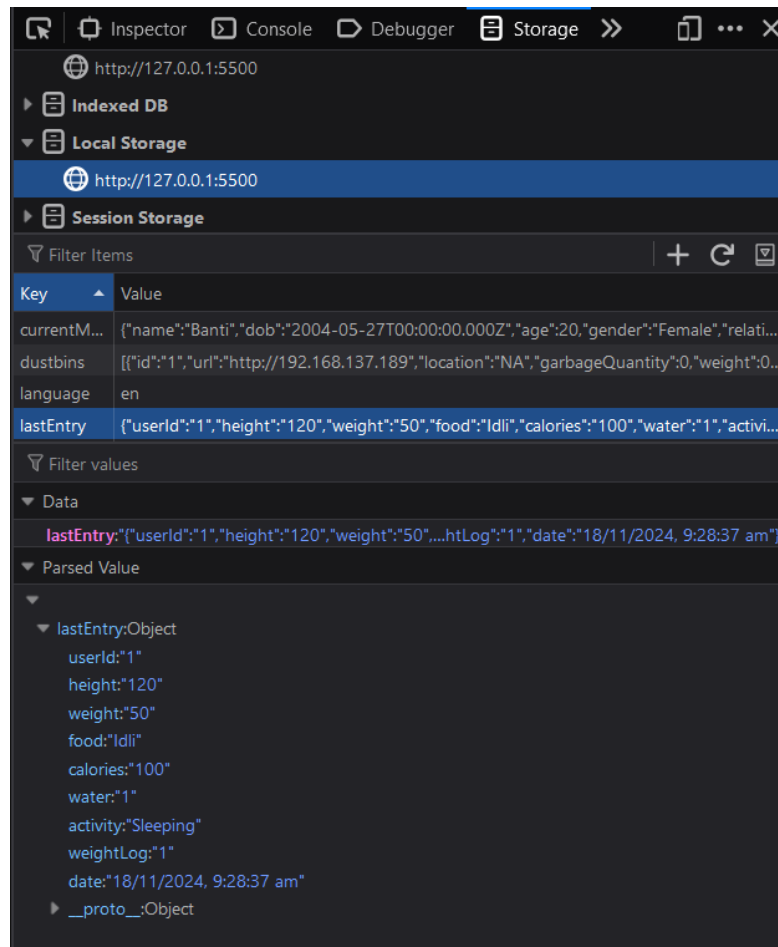 Inspector Console Debugger Storage
http://127.0.0.1:5500
Indexed DB
Local Storage
http://127.0.0.1:5500
Session Storage
Filter Items
Key Value
currentM... {"name":"Banti","dob":"2004-05-27T00:00:00.000Z","age":20,"gender":"Female","relati...
dustbins [{"id":"1","url":"http://192.168.137.189","location":"NA","garbageQuantity":0,"weight":0...
language en
lastEntry {"userId":"1","height":"120","weight":"50","food":"Idli","calories":"100","water":"1","activi...
Filter values
Data
lastEntry:"{"userId":"1","height":"120","weight":"50",...htLog":"1","date":"18/11/2024, 9:28:37 am"}
Parsed Value
lastEntry:Object
userId:"1"
height:"120"
weight:"50"
food:"Idli"
calories:"100"
water:"1"
activity:"Sleeping"
weightLog:"1"
date:"18/11/2024, 9:28:37 am"
__proto__:Object